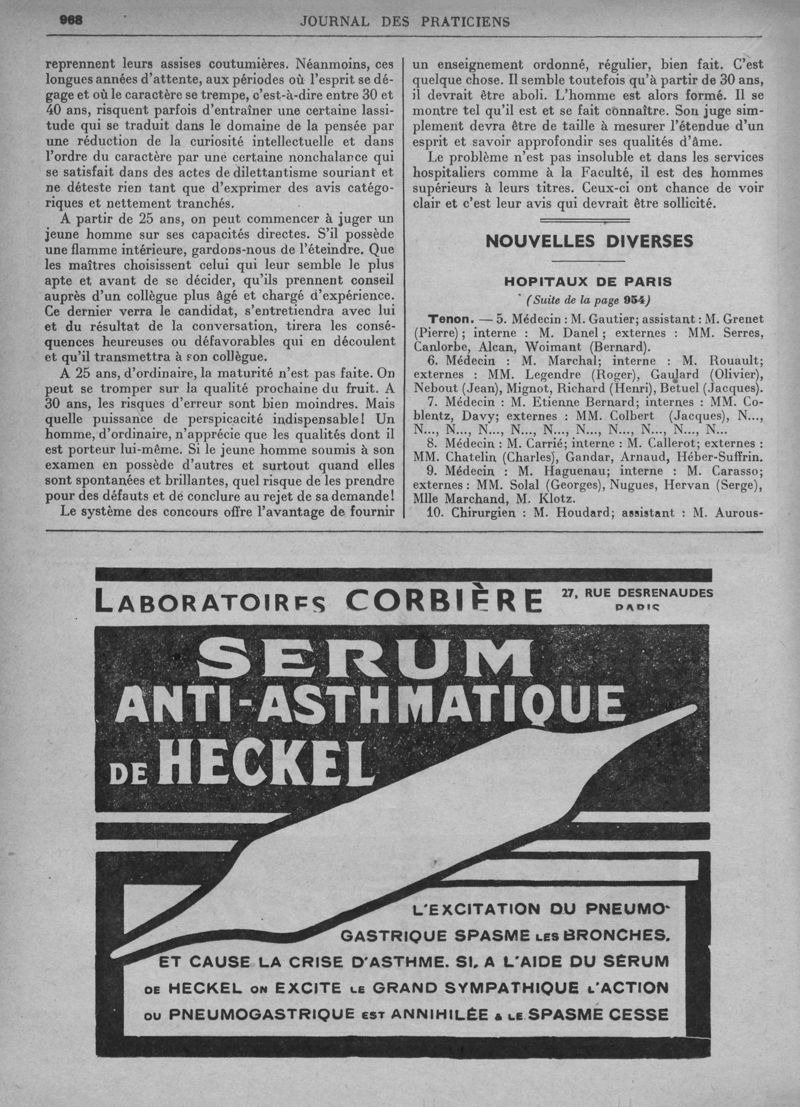 968
JOURNAL DES PRATICIENS
reprennent leurs assises coutumières. Néanmoins, ces
longues années d'attente, aux périodes où l'esprit se dé-
gage et où le caractère se trempe, c'est-à-dire entre 30 et
40 ans, risquent parfois d'entraîner une certaine lassi-
tude qui se traduit dans le domaine de la pensée par
une réduction de la curiosité intellectuelle et dans
l'ordre du caractère par une certaine nonchalance qui
se satisfait dans des actes de dilettantisme souriant et
ne déteste rien tant que d'exprimer des avis catégo-
riques et nettement tranchés.
A partir de 25 ans, on peut commencer à juger un
jeune homme sur ses capacités directes. S'il possède
une flamme intérieure, gardons-nous de l'éteindre. Que
les maîtres choisissent celui qui leur semble le plus
apte et avant de se décider, qu'ils prennent conseil
auprès d'un collègue plus âgé et chargé d'expérience.
Ce dernier verra le candidat, s'entretiendra avec lui
et du résultat de la conversation, tirera les consé-
quences heureuses ou défavorables qui en découlent
et qu'il transmettra à son collègue.
A 25 ans, d'ordinaire, la maturité n'est pas faite. On
peut se tromper sur la qualité prochaine du fruit. A
30 ans, les risques d'erreur sont bien moindres. Mais
quelle puissance de perspicacité indispensable! Un
homme, d'ordinaire, n'apprécie que les qualités dont il
est porteur lui-même. Si le jeune homme soumis à son
examen en possède d'autres et surtout quand elles
sont spontanées et brillantes, quel risque de les prendre
pour des défauts et de conclure au rejet de sa demande!
Le système des concours offre l'avantage de fournir
un enseignement ordonné, régulier, bien fait. C'est
quelque chose. Il semble toutefois qu'à partir de 30 ans,
il devrait être aboli. L'homme est alors formé. Il se
montre tel qu'il est et se fait connaître. Son juge sim-
plement devra être de taille à mesurer l'étendue d'un
esprit et savoir approfondir ses qualités d'âme.
Le problème n'est pas insoluble et dans les services
hospitaliers comme à la Faculté, il est des hommes
supérieurs à leurs titres. Ceux-ci ont chance de voir
clair et c'est leur avis qui devrait être sollicité.
NOUVELLES DIVERSES
HOPITAUX DE PARIS
(Suite de la page 954)
Tenon. — 5. Médecin : M. Gautier; assistant : M. Grenet
(Pierre) ; interne : M. Danel ; externes : MM. Serres,
Canlorbe, Alcan, Woimant (Bernard).
6. Médecin : M. Marchal; interne : M. Rouault;
externes : MM. Legendre (Roger), Gaulard (Olivier),
Nebout (Jean), Mignot, Richard (Henri), Betuel (Jacques).
7. Médecin : M. Etienne Bernard; internes : MM. Co-
blentz, Davy; externes : MM. Colbert (Jacques), N...,
N..., N..., N..., N..., N..., N..., N..., N..., N...
8. Médecin : M. Carrié; interne : M. Callerot; externes :
MM. Chatelin (Charles), Gandar, Arnaud, Héber-Suffrin.
9. Médecin : M. Haguenau; interne : M. Carasso;
externes : MM. Solal (Georges), Nugues, Hervan (Serge),
Mlle Marchand, M. Klotz.
10. Chirurgien : M. Houdard; assistant : M. Aurous-
LABORATOIRES CORBIÈRE
27, RUE DESRENAUDES
PARIS
SERUM
ANTI-ASTHMATIQUE
DE HECKEL
L'EXCITATION DU PNEUMO-
GASTRIQUE SPASME LES BRONCHES.
ET CAUSE LA CRISE D'ASTHME. SI, A L'AIDE DU SÉRUM
DE HECKEL ON EXCITE LE GRAND SYMPATHIQUE L'ACTION
DU PNEUMOGASTRIQUE EST ANNIHILÉE & LE SPASME CESSE